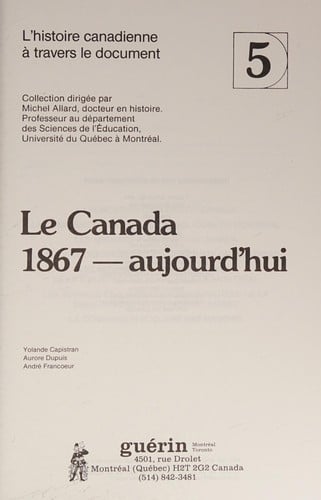 L'histoire canadienne
à travers le document
5
Collection dirigée par
Michel Allard, docteur en histoire.
Professeur au département
des Sciences de l'Éducation,
Université du Québec à Montréal.
Le Canada
1867 — aujourd'hui
Yolande Capistran
Aurore Dupuis
André Francoeur
guérin Montréal
Toronto
4501, rue Drolet
Montréal (Québec) H2T 2G2 Canada
(514) 842-3481